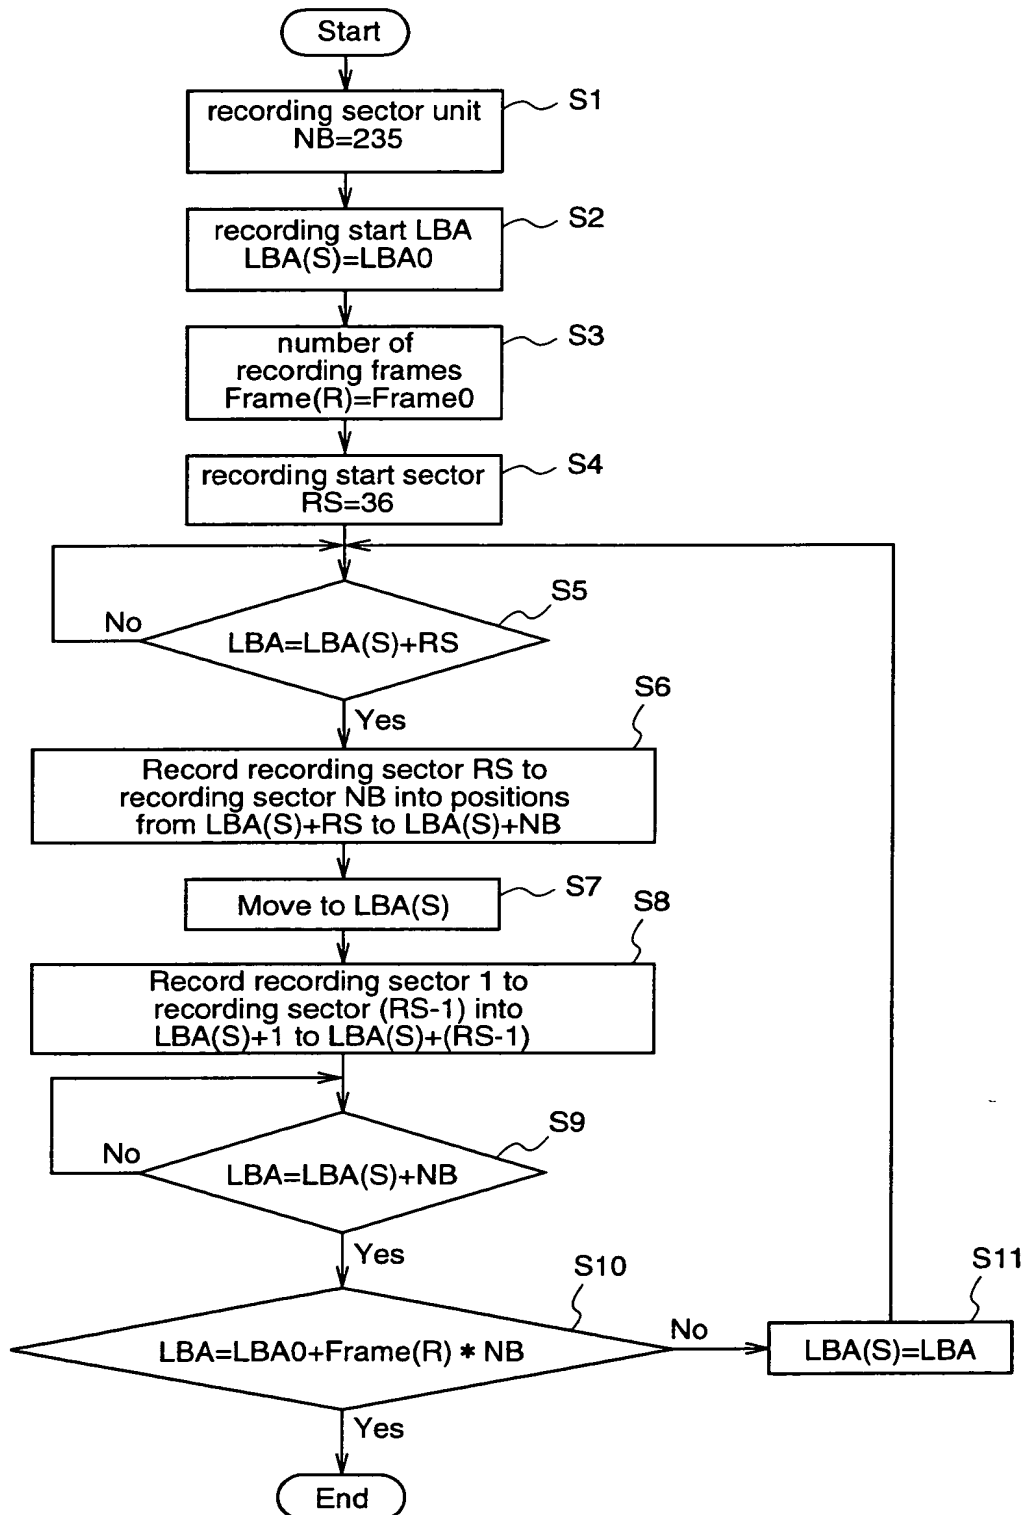 Start
recording sector unit
NB=235
S1
recording start LBA
LBA(S)=LBA0
S2
number of
recording frames
Frame(R)=Frame0
S3
recording start sector
RS=36
S4
S5
No
LBA=LBA(S)+RS
Yes
S6
Record recording sector RS to
recording sector NB into positions
from LBA(S)+RS to LBA(S)+NB
S7
Move to LBA(S)
S8
Record recording sector 1 to
recording sector (RS-1) into
LBA(S)+1 to LBA(S)+(RS-1)
S9
No
LBA=LBA(S)+NB
Yes
S10
LBA=LBA0+Frame(R) * NB
No
S11
LBA(S)=LBA
Yes
End